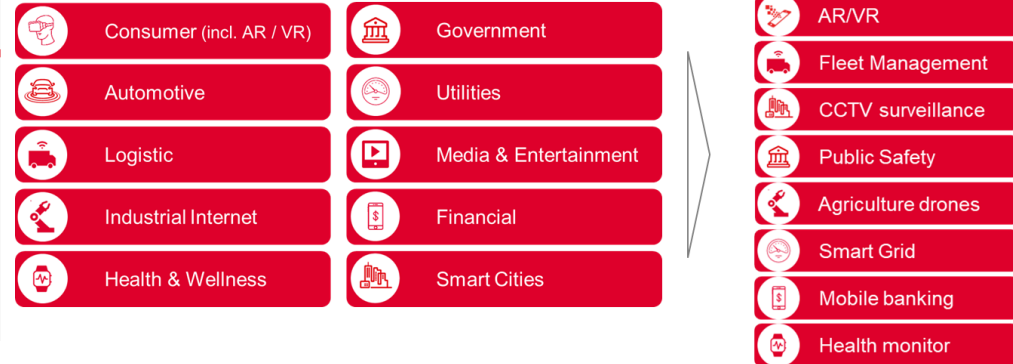 Consumer (incl. AR / VR)
Automotive
Logistic
Industrial Internet
Health & Wellness
Government
Utilities
Media & Entertainment
Financial
Smart Cities
AR/VR
Fleet Management
CCTV surveillance
Public Safety
Agriculture drones
Smart Grid
Mobile banking
Health monitor